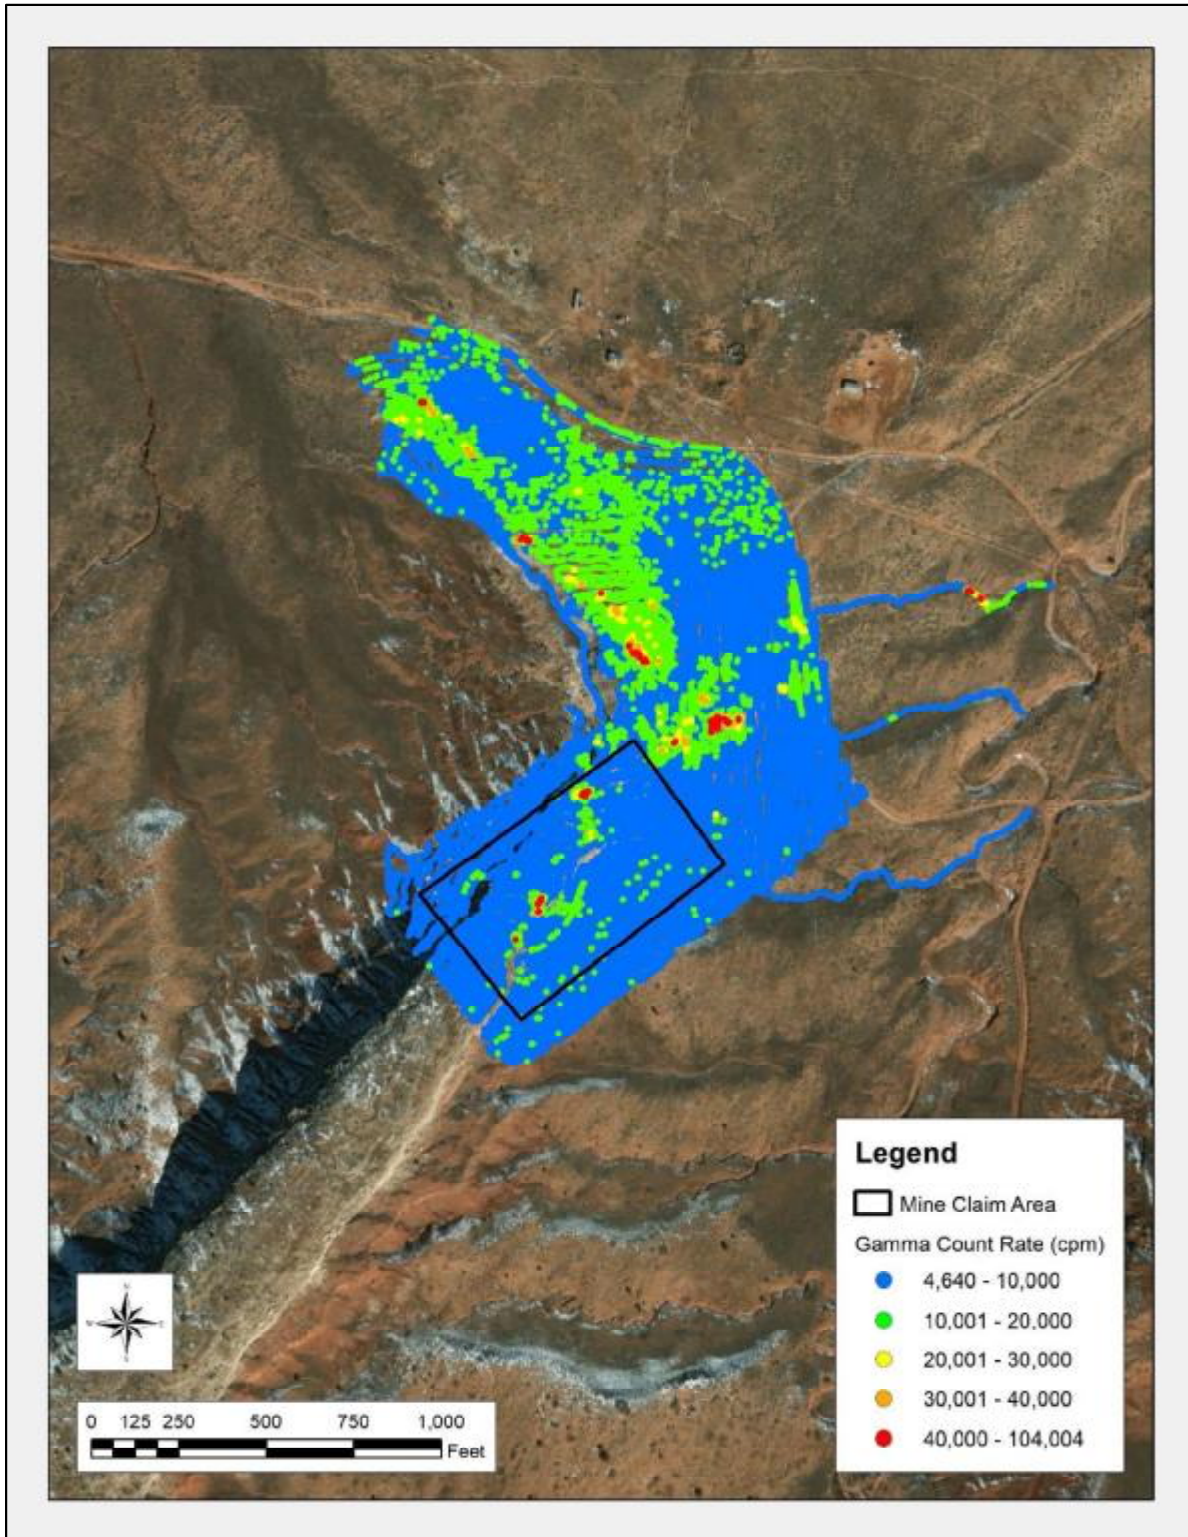 Legend
Mine Claim Area
Gamma Count Rate (cpm)
4,640 - 10,000
10,001 - 20,000
20,001 - 30,000
30,001 - 40,000
40,000 - 104,004
N
0 125 250 500 750 1,000
Feet